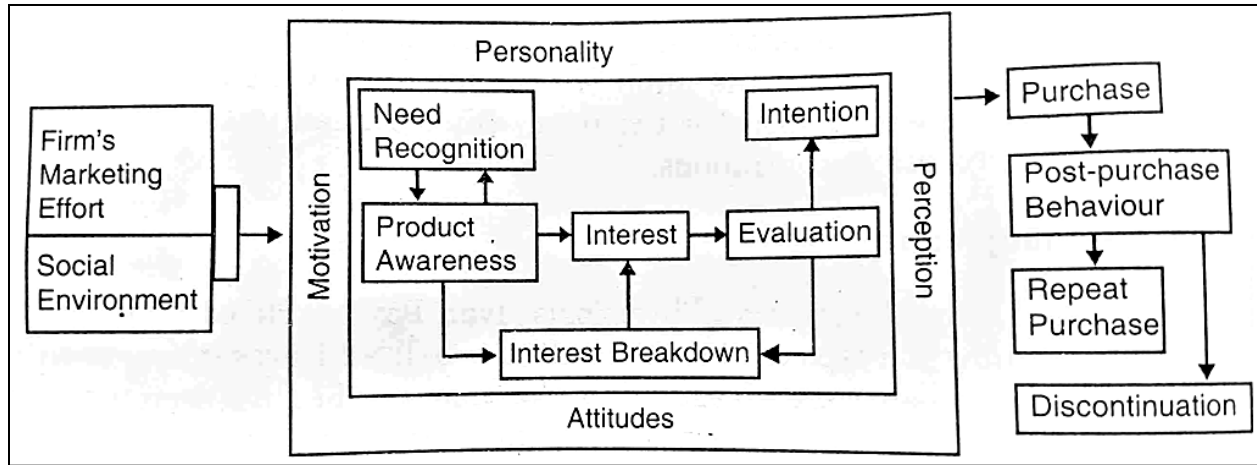 Personality
Firm's
Marketing
Effort
Social
Environment
Motivation
Need
Recognition
Product
Awareness
Interest
Interest Breakdown
Evaluation
Intention
Attitudes
Perception
Purchase
Post-purchase
Behaviour
Repeat
Purchase
Discontinuation